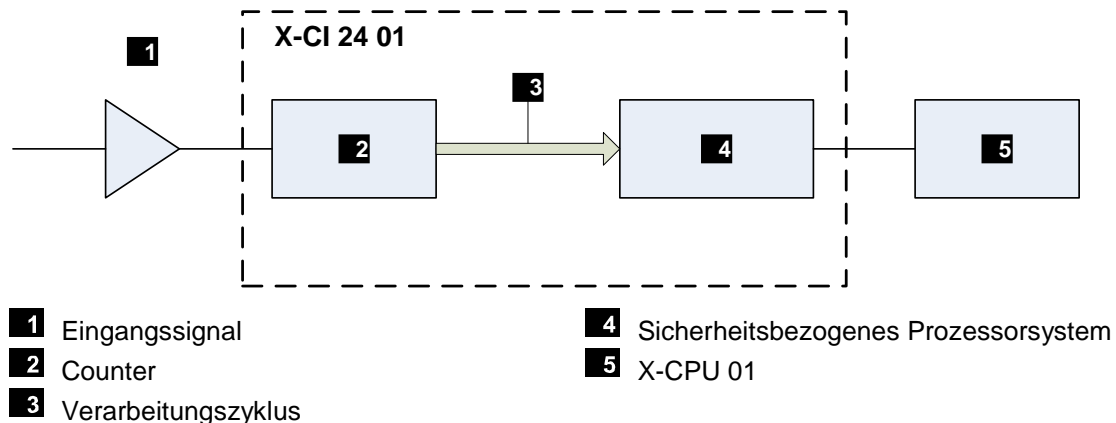 X-CI 24 01
1
3
2
4
5
1 Eingangssignal
2 Counter
3 Verarbeitungszyklus
4 Sicherheitsbezogenes Prozessorsystem
5 X-CPU 01